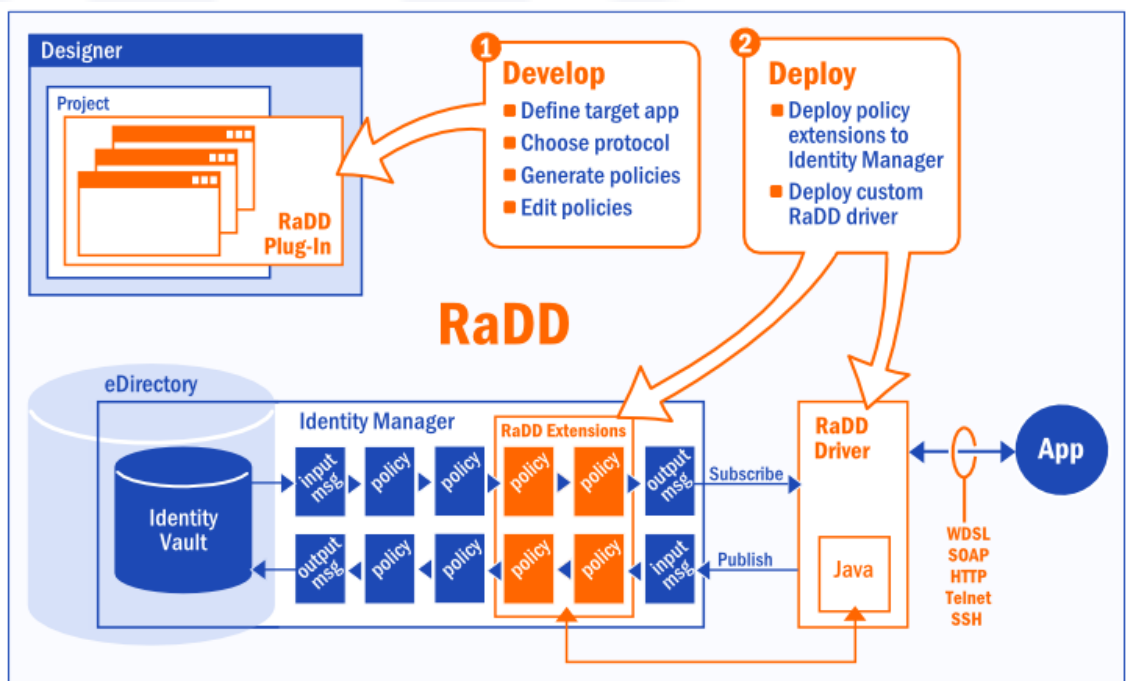 Designer
Project
RaDD
Plug-In
1
Develop
Define target app
Choose protocol
Generate policies
Edit policies
2
Deploy
Deploy policy
extensions to
Identity Manager
Deploy custom
RaDD driver
RaDD
eDirectory
Identity Manager
RaDD Extensions
Identity
Vault
input
msg
policy
policy
policy
policy
output
msg
Subscribe
output
msg
policy
policy
policy
policy
input
msg
Publish
RaDD
Driver
Java
App
WDSL
SOAP
HTTP
Telnet
SSH